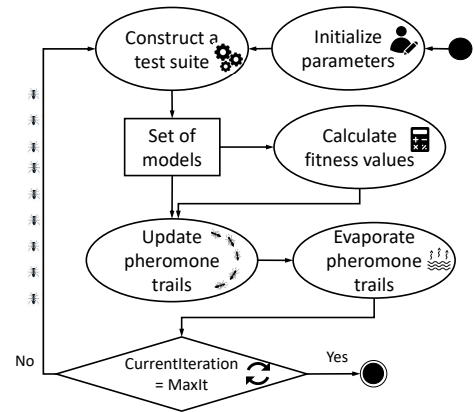 Construct a
test suite
Initialize
parameters
Set of
models
Calculate
fitness values
Update
pheromone
trails
Evaporate
pheromone
trails
No
CurrentIteration
= MaxIt
Yes